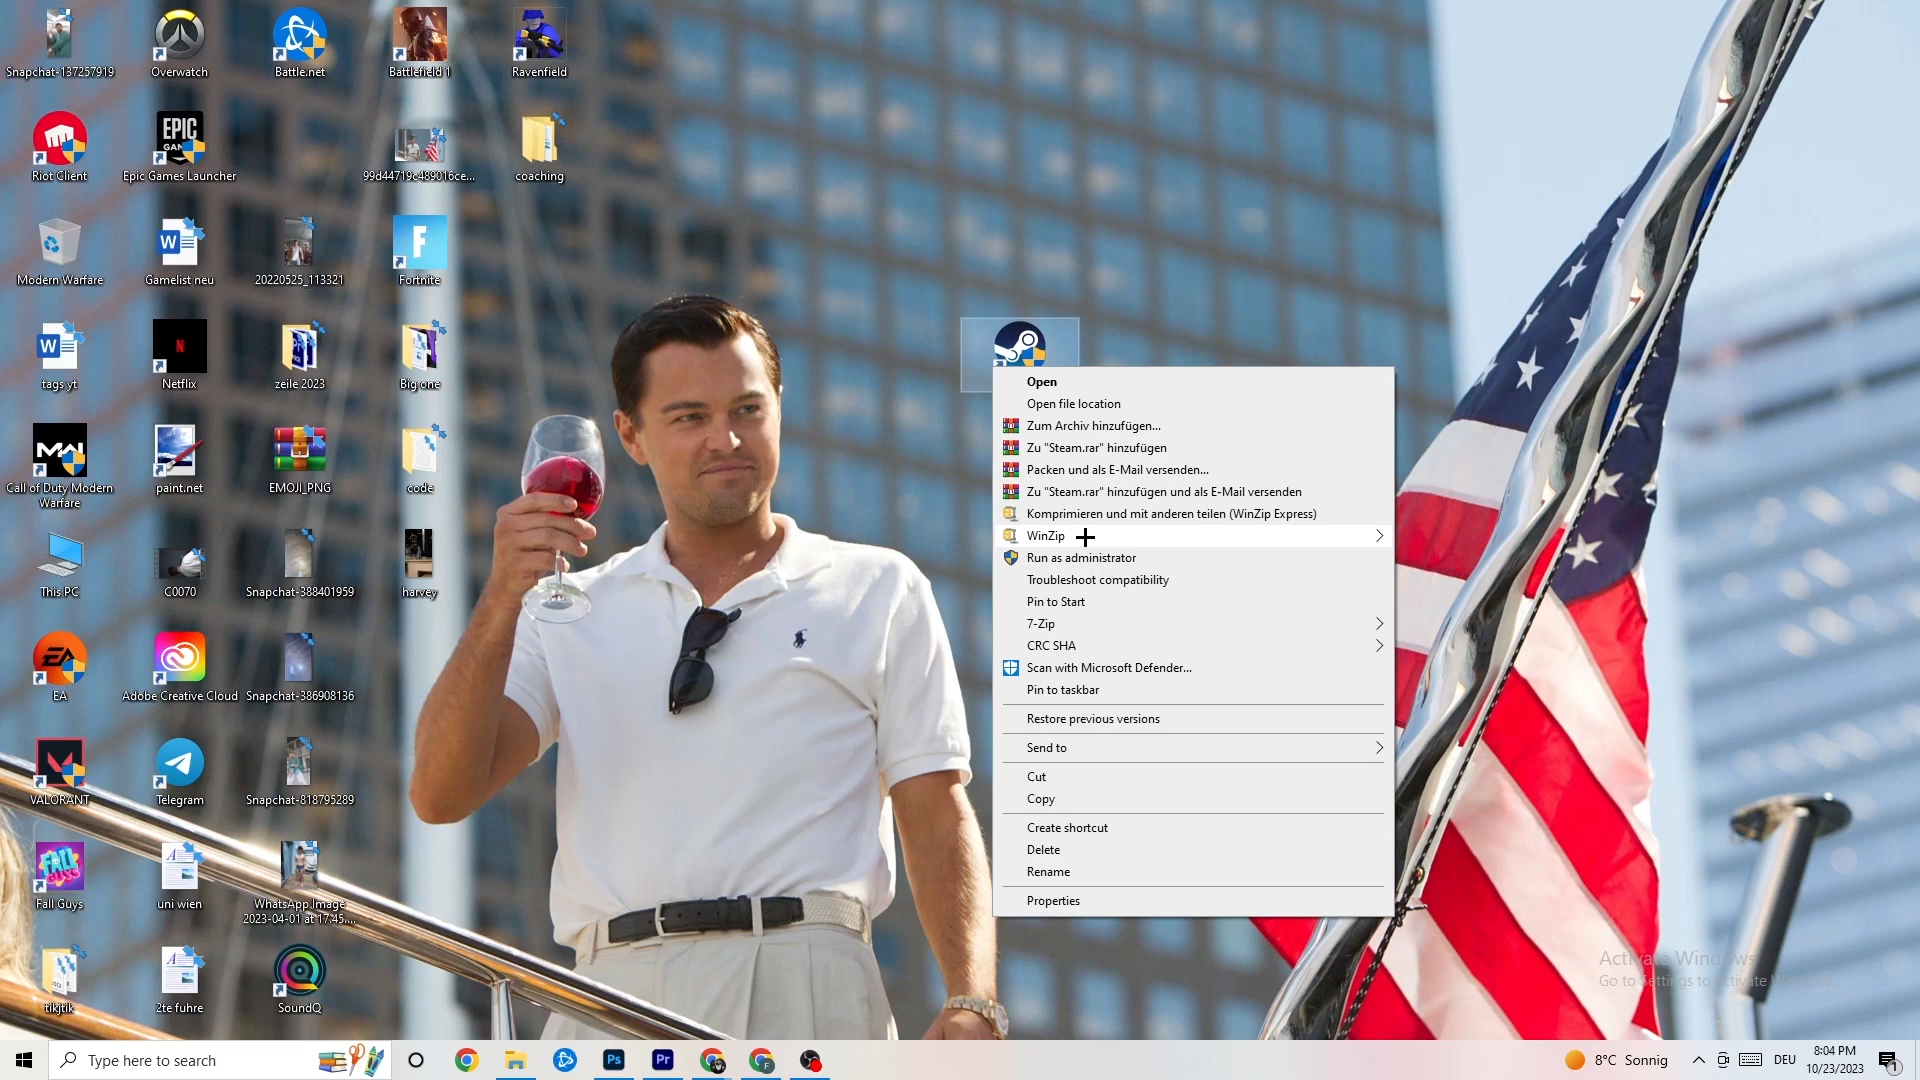 Snapchat-137257919
Overwatch
Battle.net
Battlefield 1
Ravenfield
EPIC
Riot Client
Epic Games Launcher
99d44719c489016ce...
coaching
Modern Warfare
Gamelist neu
20220525_113321
Fortnite
tags yt
Netflix
zeile 2023
Big one
Call of Duty Modern
Warfare
paint.net
EMOJI_PNG
code
This PC
C0070
Snapchat-388401959
harvey
EA
Adobe Creative Cloud
Snapchat-386908136
VALORANT
Telegram
Snapchat-818795289
Fall Guys
uni wien
WhatsApp Image
2023-04-01 at 17.45....
tikjtik
2te fuhre
SoundQ
Open
Open file location
Zum Archiv hinzufügen...
Zu "Steam.rar" hinzufügen
Packen und als E-Mail versenden...
Zu "Steam.rar" hinzufügen und als E-Mail versenden
Komprimieren und mit anderen teilen (WinZip Express)
WinZip
Run as administrator
Troubleshoot compatibility
Pin to Start
7-Zip
CRC SHA
Scan with Microsoft Defender...
Pin to taskbar
Restore previous versions
Send to
Cut
Copy
Create shortcut
Delete
Rename
Properties
Activate Windows
Go to Settings to activate Windows.
Type here to search
Ps
Pr
8°C Sonnig
DEU
8:04 PM
10/23/2023
1